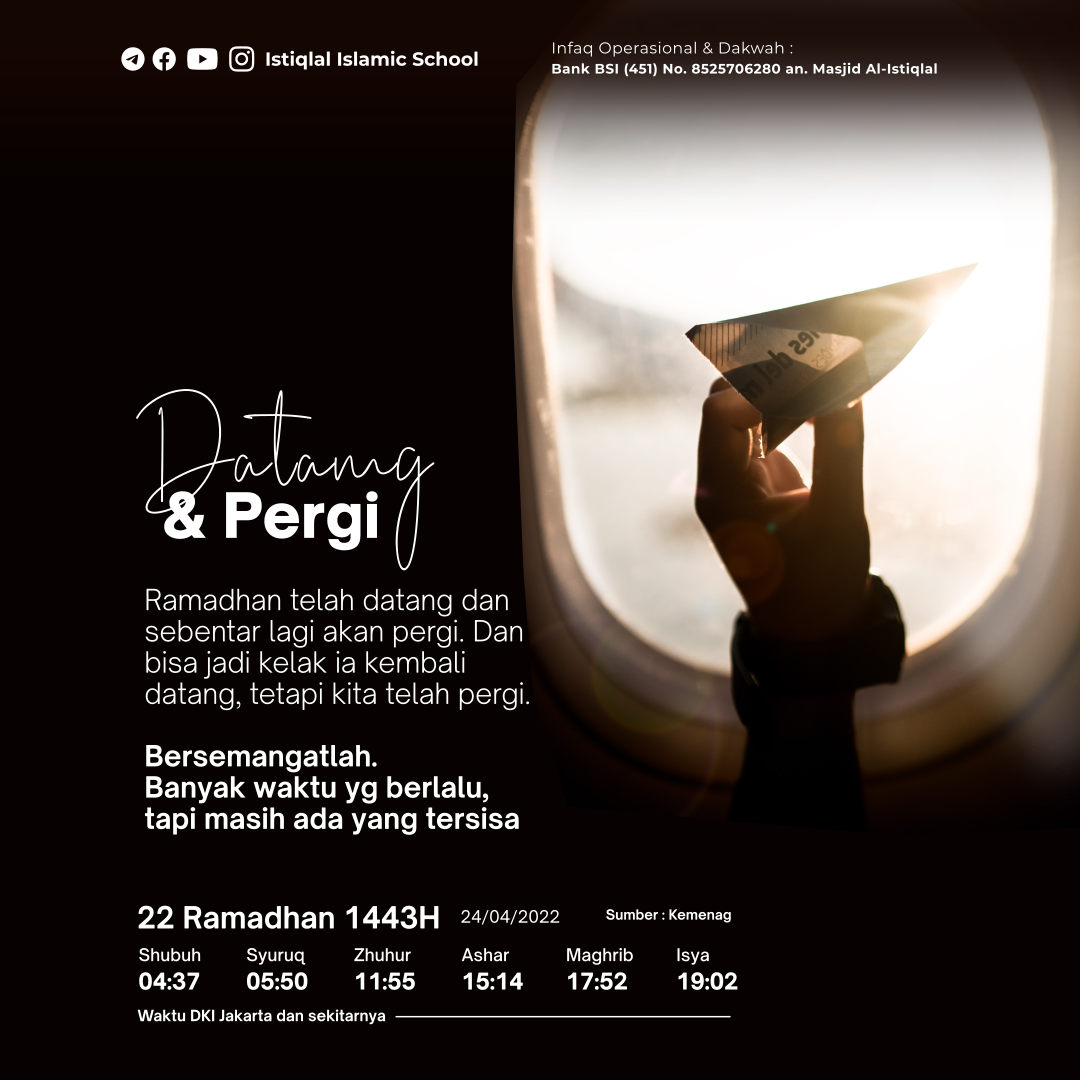 Istiqlal Islamic School
Infaq Operasional & Dakwah :
Bank BSI (451) No. 8525706280 an. Masjid Al-Istiqlal
es del m
Datang
& Pergi
Ramadhan telah datang dan
sebentar lagi akan pergi. Dan
bisa jadi kelak ia kembali
datang, tetapi kita telah pergi.
Bersemangatlah.
Banyak waktu yg berlalu,
tapi masih ada yang tersisa
22 Ramadhan 1443H 24/04/2022 Sumber : Kemenag
Shubuh Syuruq Zhuhur Ashar Maghrib Isya
04:37 05:50 11:55 15:14 17:52 19:02
Waktu DKI Jakarta dan sekitarnya